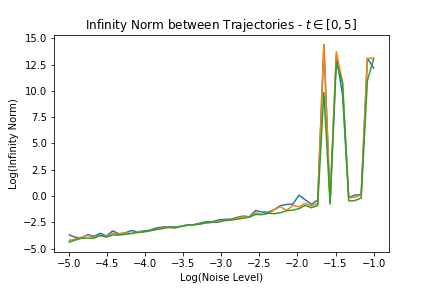 Infinity Norm between Trajectories - t ∈ [0, 5]
Log(Infinity Norm)
15.0
12.5
10.0
7.5
5.0
2.5
0.0
−2.5
−5.0
−5.0 −4.5 −4.0 −3.5 −3.0 −2.5 −2.0 −1.5 −1.0
Log(Noise Level)